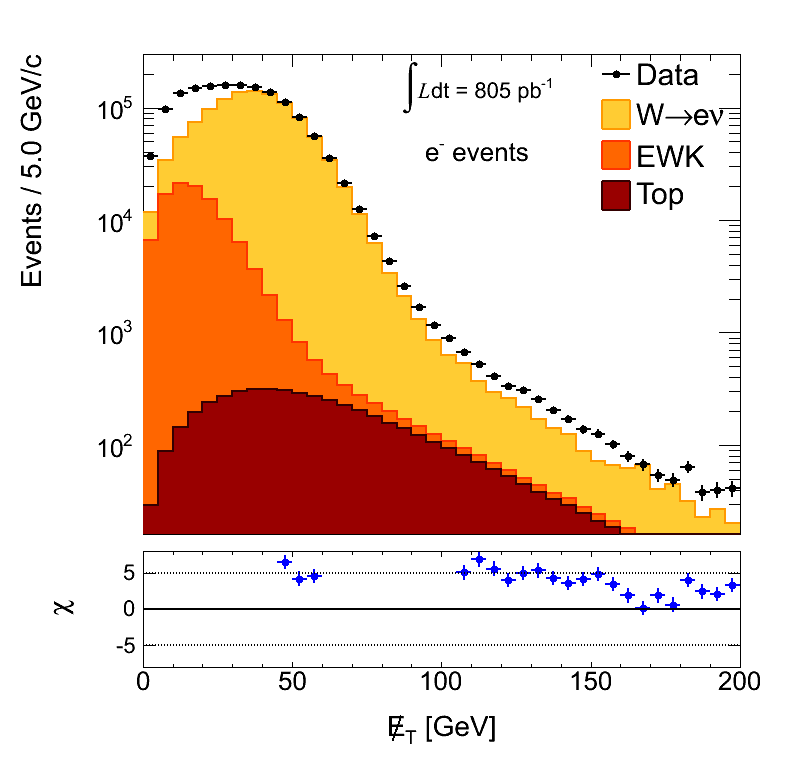 Events / 5.0 GeV/c
10⁵
10⁴
10³
10²
∫ Ldt = 805 pb⁻¹
e⁻ events
Data
W→eν
EWK
Top
χ
5
0
-5
0 50 100 150 200
E̸_T [GeV]